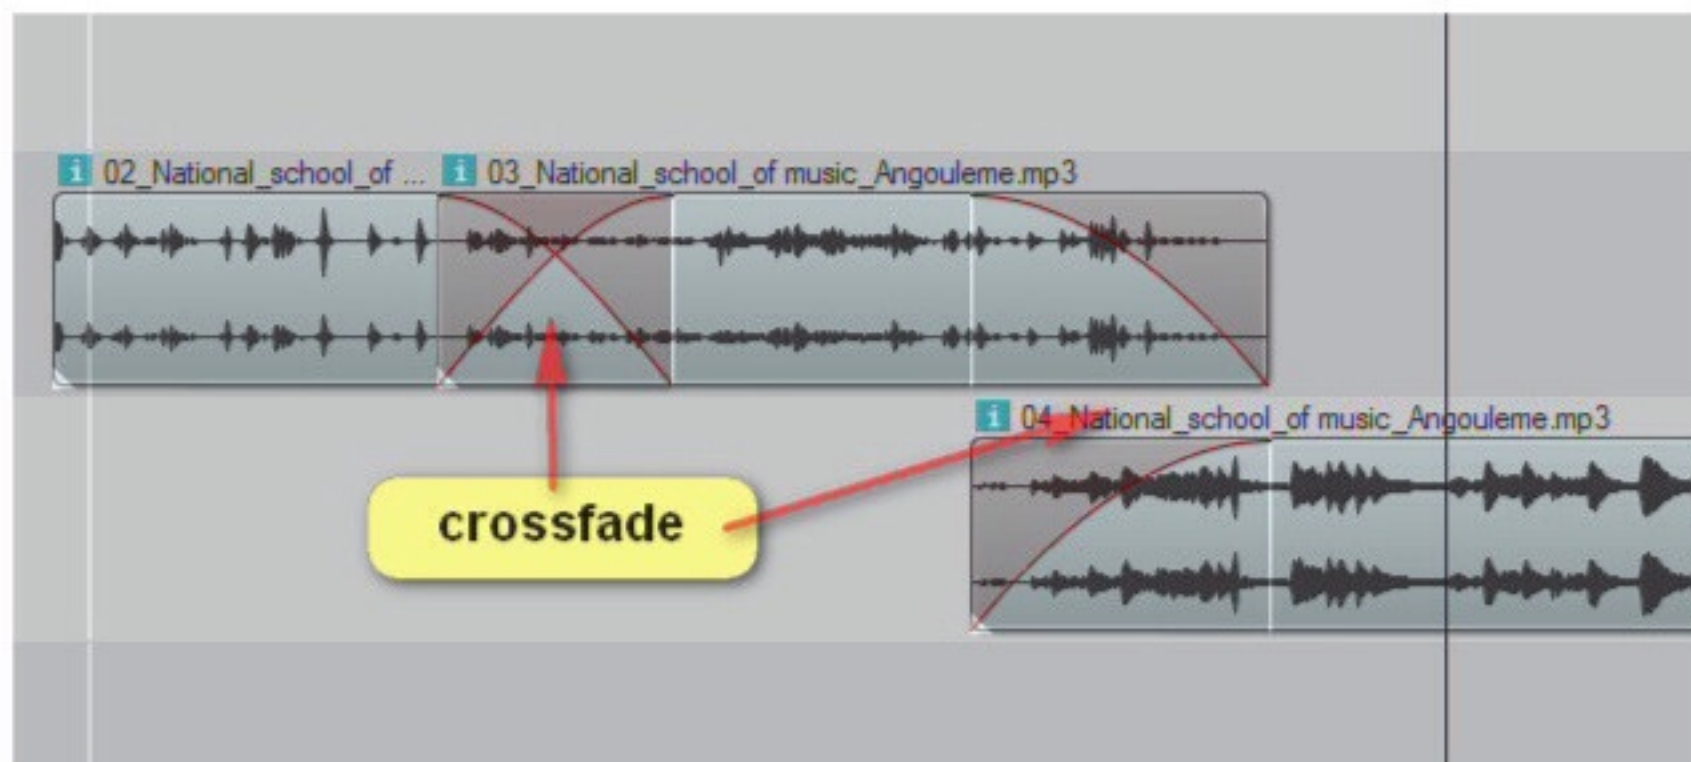 i 02_National_school_of ... i 03_National_school_of music_Angouleme.mp3
i 04_National_school_of music_Angouleme.mp3
crossfade